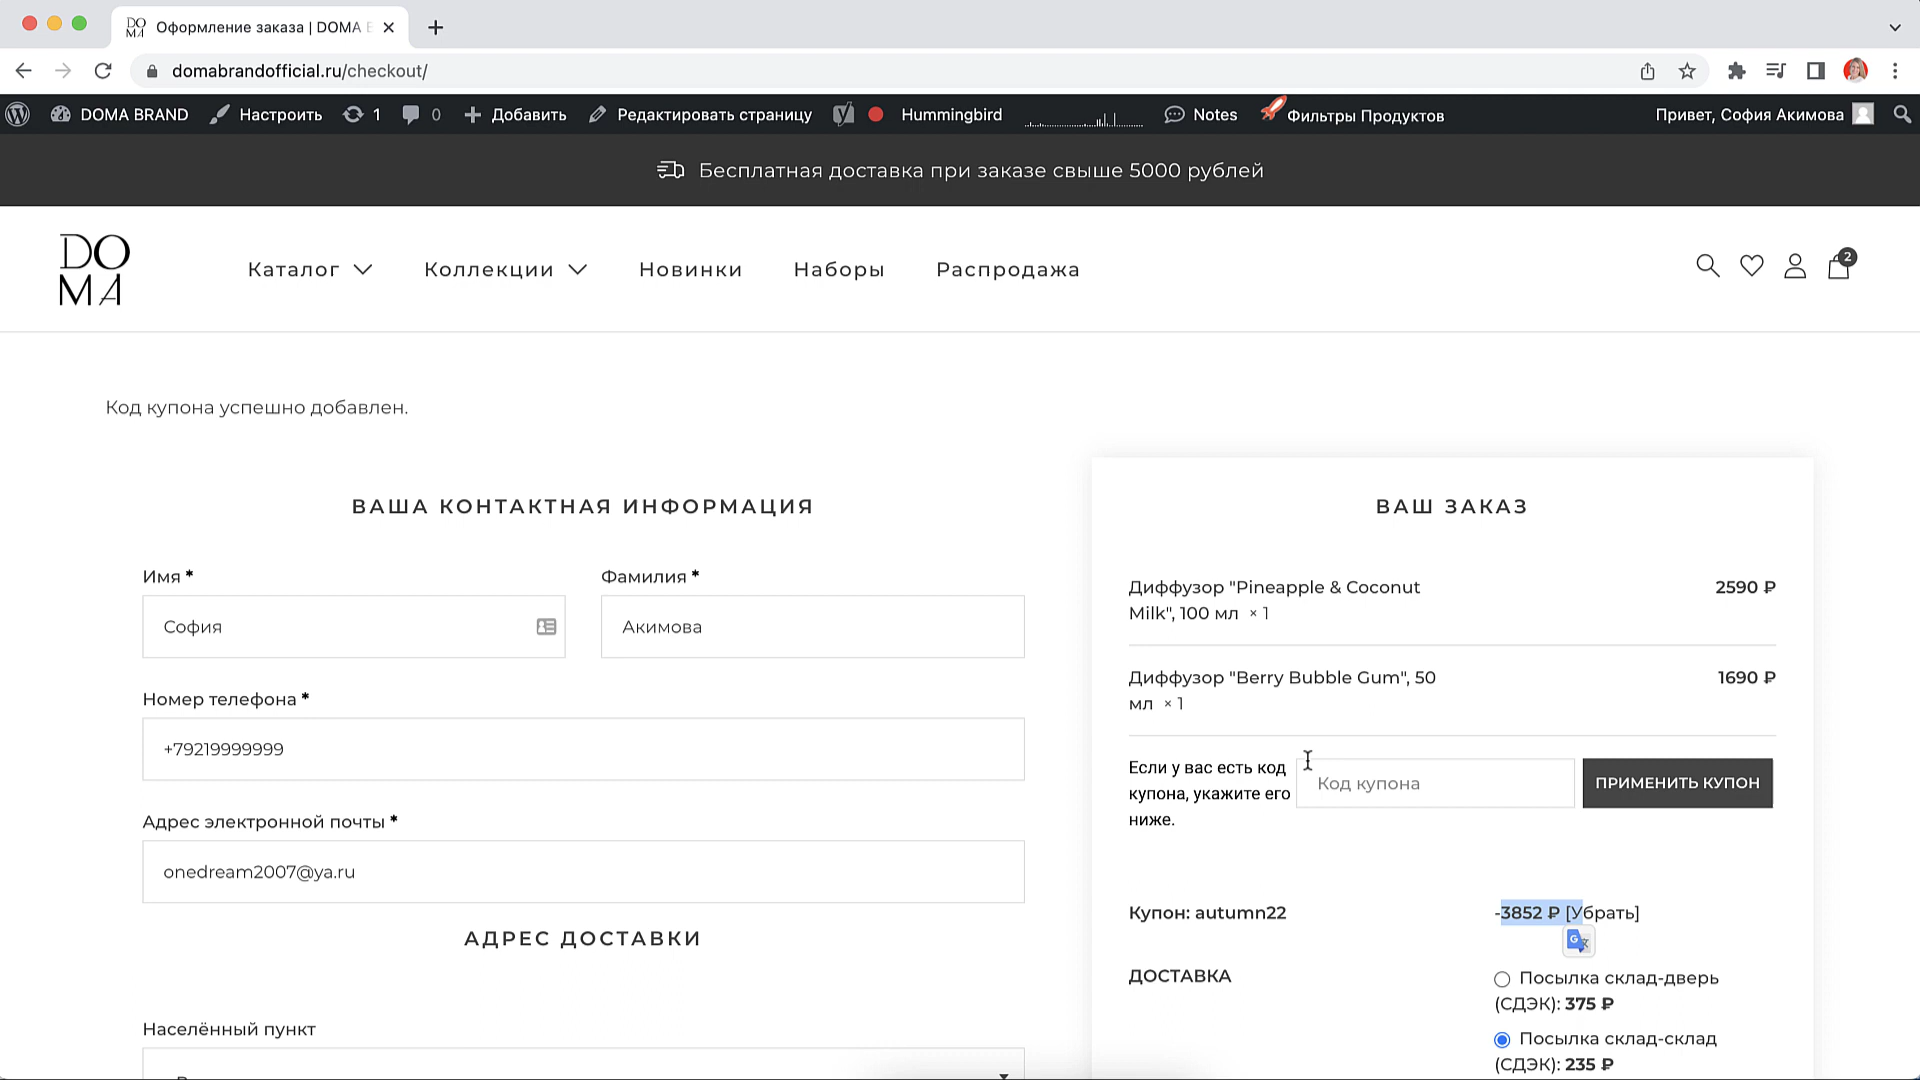 Оформление заказа | DOMA
domabrandofficial.ru/checkout/
DOMA BRAND
Настроить
1
0
Добавить
Редактировать страницу
Hummingbird
Notes
Фильтры Продуктов
Привет, София Акимова
Бесплатная доставка при заказе свыше 5000 рублей
DO
MA
Каталог
Коллекции
Новинки
Наборы
Распродажа
2
Код купона успешно добавлен.
ВАША КОНТАКТНАЯ ИНФОРМАЦИЯ
Имя *
София
Фамилия *
Акимова
Номер телефона *
+79219999999
Адрес электронной почты *
onedream2007@ya.ru
АДРЕС ДОСТАВКИ
Населённый пункт
ВАШ ЗАКАЗ
Диффузор "Pineapple & Coconut
Milk", 100 мл × 1
2590 ₽
Диффузор "Berry Bubble Gum", 50
мл × 1
1690 ₽
Если у вас есть код
купона, укажите его
ниже.
Код купона
ПРИМЕНИТЬ КУПОН
Купон: autumn22
-3852 ₽ [Убрать]
ДОСТАВКА
Посылка склад-дверь
(СДЭК): 375 ₽
Посылка склад-склад
(СДЭК): 235 ₽